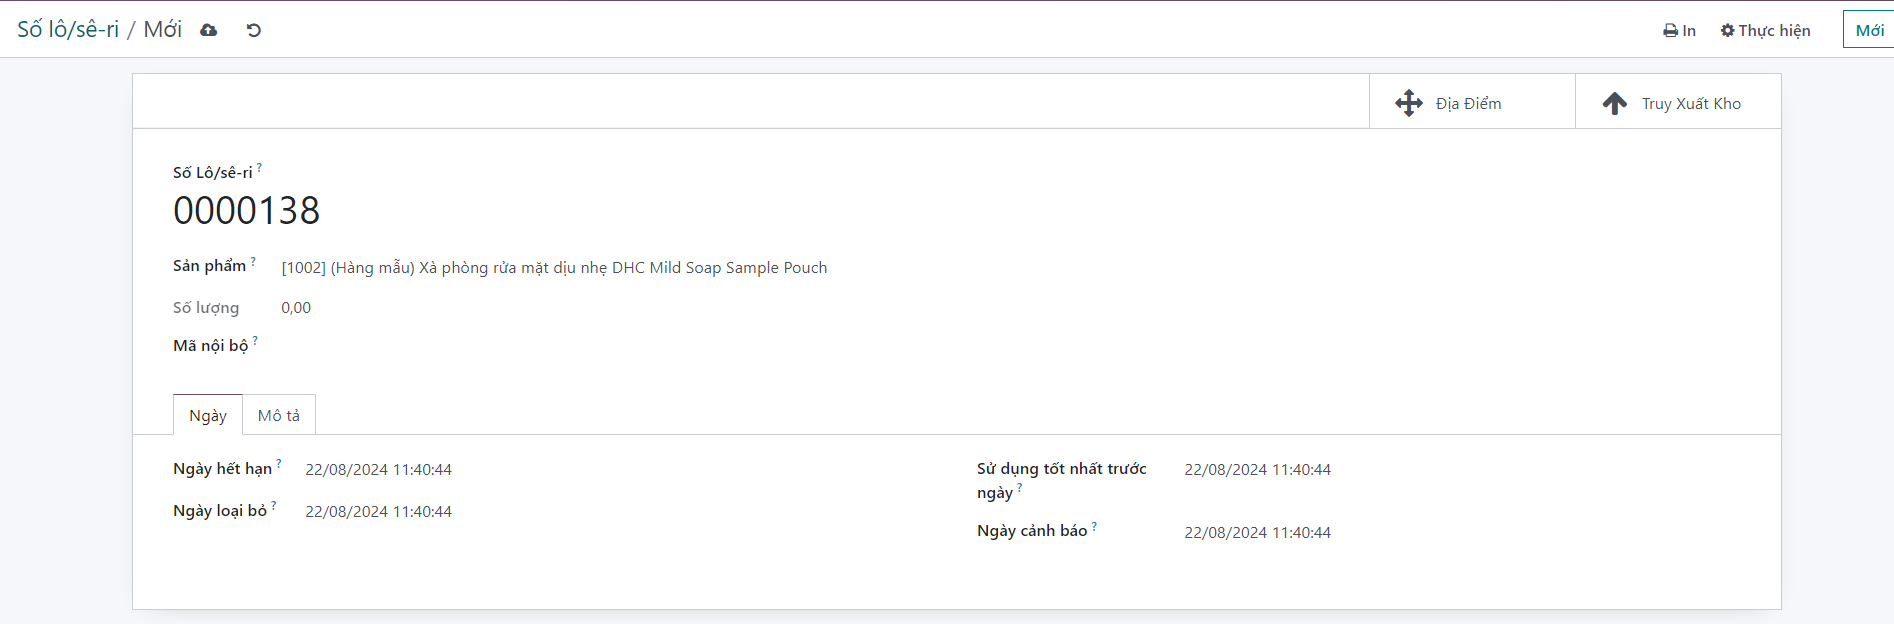 Số lô/sê-ri / Mới
In
Thực hiện
Mới
Địa Điểm
Truy Xuất Kho
Số Lô/sê-ri ?
0000138
Sản phẩm ? [1002] (Hàng mẫu) Xà phòng rửa mặt dịu nhẹ DHC Mild Soap Sample Pouch
Số lượng 0,00
Mã nội bộ ?
Ngày
Mô tả
Ngày hết hạn ? 22/08/2024 11:40:44
Ngày loại bỏ ? 22/08/2024 11:40:44
Sử dụng tốt nhất trước
ngày ? 22/08/2024 11:40:44
Ngày cảnh báo ? 22/08/2024 11:40:44